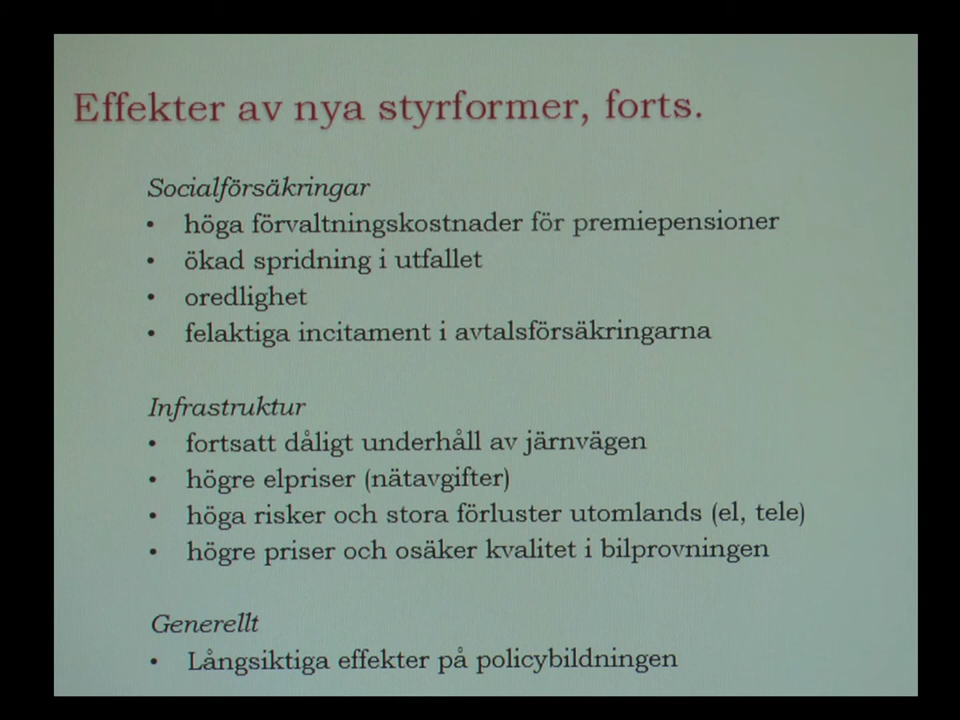 Effekter av nya styrformer, forts.
Socialförsäkringar
• höga förvaltningskostnader för premiepensioner
• ökad spridning i utfallet
• oredlighet
• felaktiga incitament i avtalsförsäkringarna
Infrastruktur
• fortsatt dåligt underhåll av järnvägen
• högre elpriser (nätavgifter)
• höga risker och stora förluster utomlands (el, tele)
• högre priser och osäker kvalitet i bilprovningen
Generellt
• Långsiktiga effekter på policybildningen